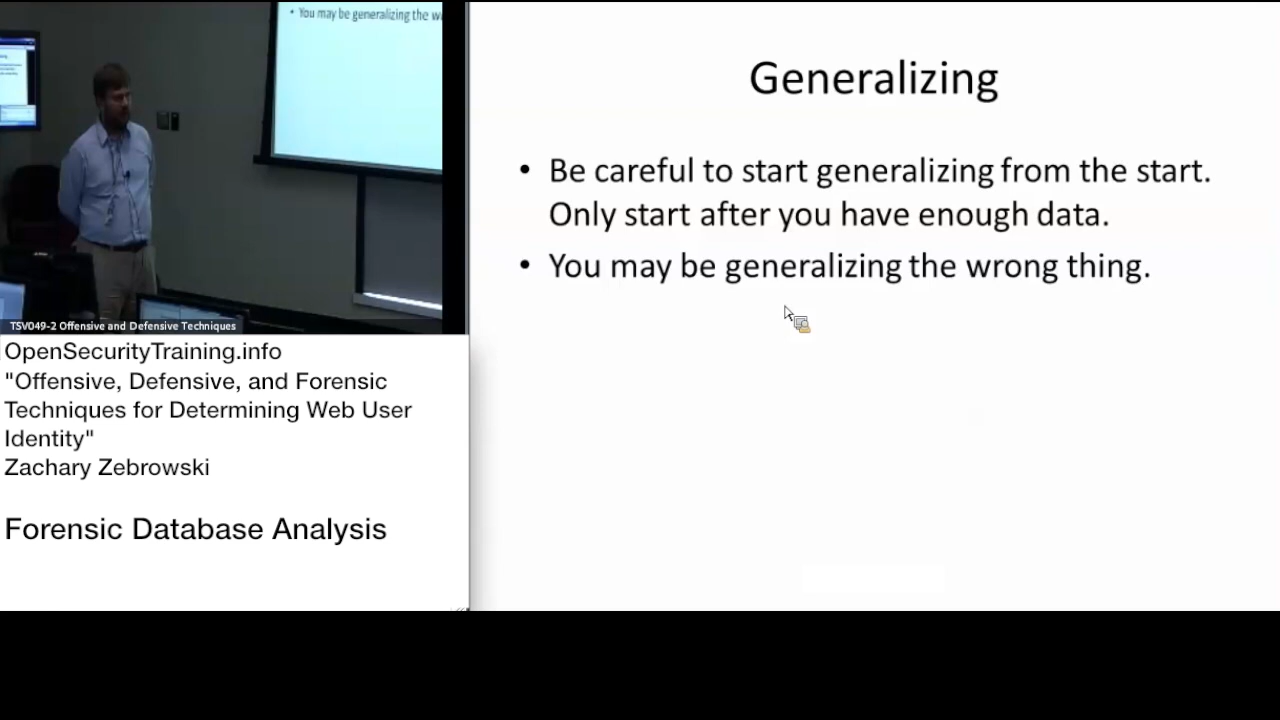 • You may be generalizing the w
TSV049-2 Offensive and Defensive Techniques
OpenSecurityTraining.info
"Offensive, Defensive, and Forensic
Techniques for Determining Web User
Identity"
Zachary Zebrowski
Forensic Database Analysis
Generalizing
• Be careful to start generalizing from the start.
Only start after you have enough data.
• You may be generalizing the wrong thing.